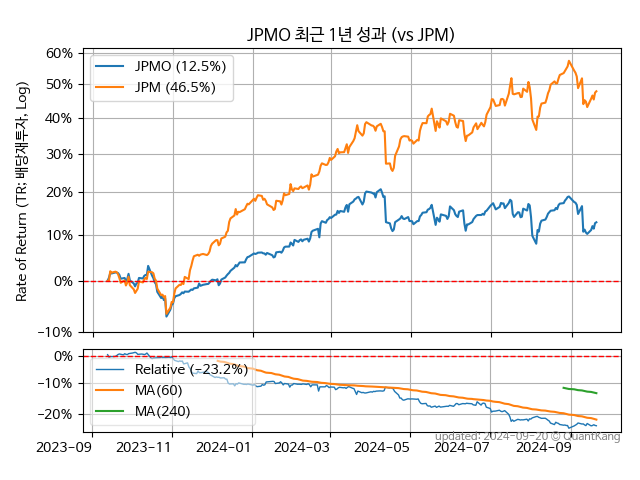 JPMO 최근 1년 성과 (vs JPM)
Rate of Return (TR: 배당재투자, Log)
60%
50%
40%
30%
20%
10%
0%
−10%
JPMO (12.5%)
JPM (46.5%)
0%
−10%
−20%
Relative (−23.2%)
MA(60)
MA(240)
2023−09
2023−11
2024−01
2024−03
2024−05
2024−07
2024−09
updated: 2024−09−20 © QuantKang